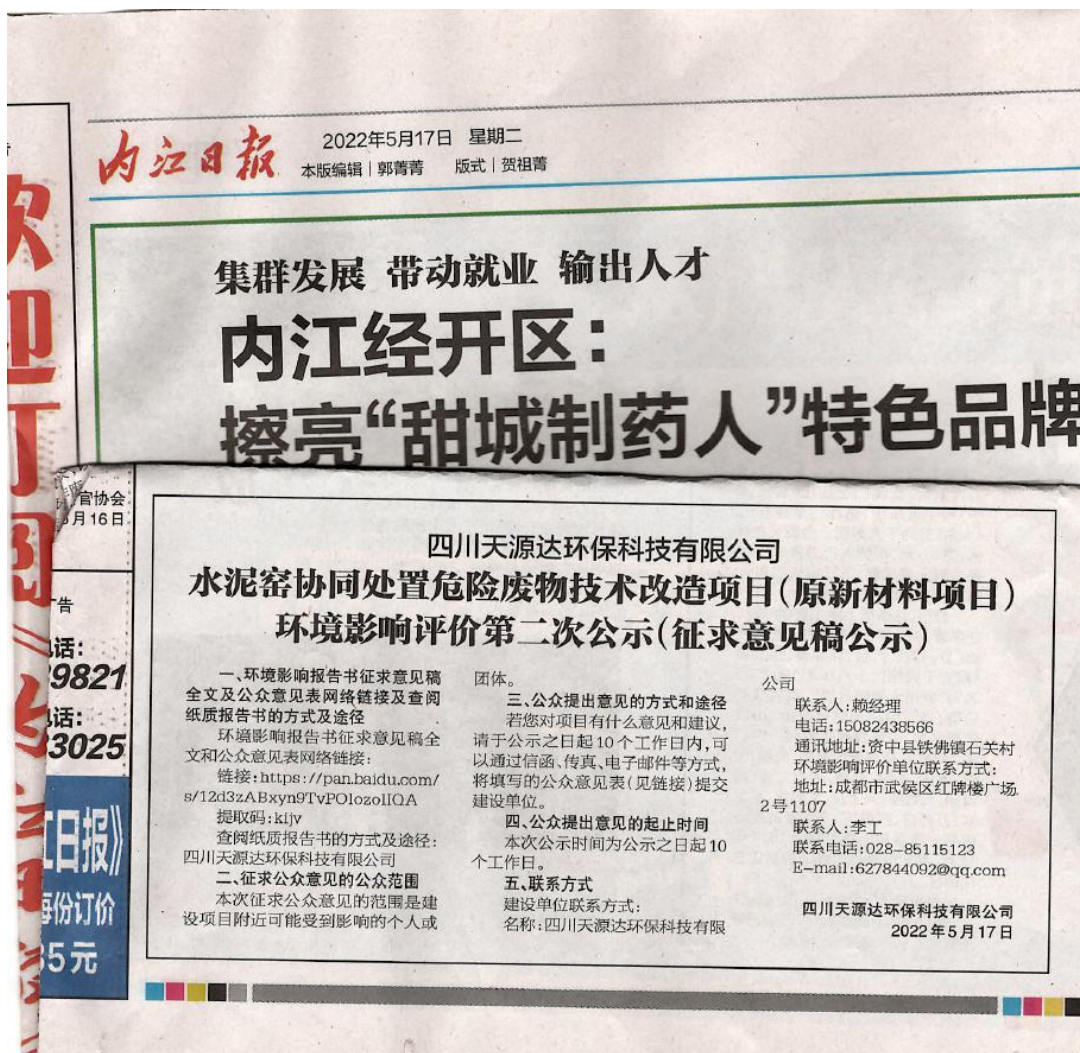 内江日报
2022年5月17日 星期二
本版编辑|郭菁菁 版式|贺祖菁
欢
迎
订
阅
集群发展 带动就业 输出人才
内江经开区：
擦亮“甜城制药人”特色品牌
官协会
月16日
告
话：
9821
话：
3025
江日报》
每份订价
35元
四川天源达环保科技有限公司
水泥窑协同处置危险废物技术改造项目(原新材料项目)
环境影响评价第二次公示(征求意见稿公示)
一、环境影响报告书征求意见稿
全文及公众意见表网络链接及查阅
纸质报告书的方式及途径
环境影响报告书征求意见稿全
文和公众意见表网络链接：
链接：https://pan.baidu.com/
s/12d3zABxyn9TvPOlozolIQA
提取码：kijv
查阅纸质报告书的方式及途径：
四川天源达环保科技有限公司
二、征求公众意见的公众范围
本次征求公众意见的范围是建
设项目附近可能受到影响的个人或
团体。
三、公众提出意见的方式和途径
若您对项目有什么意见和建议，
请于公示之日起10个工作日内，可
以通过信函、传真、电子邮件等方式，
将填写的公众意见表(见链接)提交
建设单位。
四、公众提出意见的起止时间
本次公示时间为公示之日起10
个工作日。
五、联系方式
建设单位联系方式：
名称：四川天源达环保科技有限
公司
联系人：赖经理
电话：15082438566
通讯地址：资中县铁佛镇石关村
环境影响评价单位联系方式：
地址：成都市武侯区红牌楼广场
2号1107
联系人：李工
联系电话：028-85115123
E-mail：627844092@qq.com
四川天源达环保科技有限公司
2022年5月17日